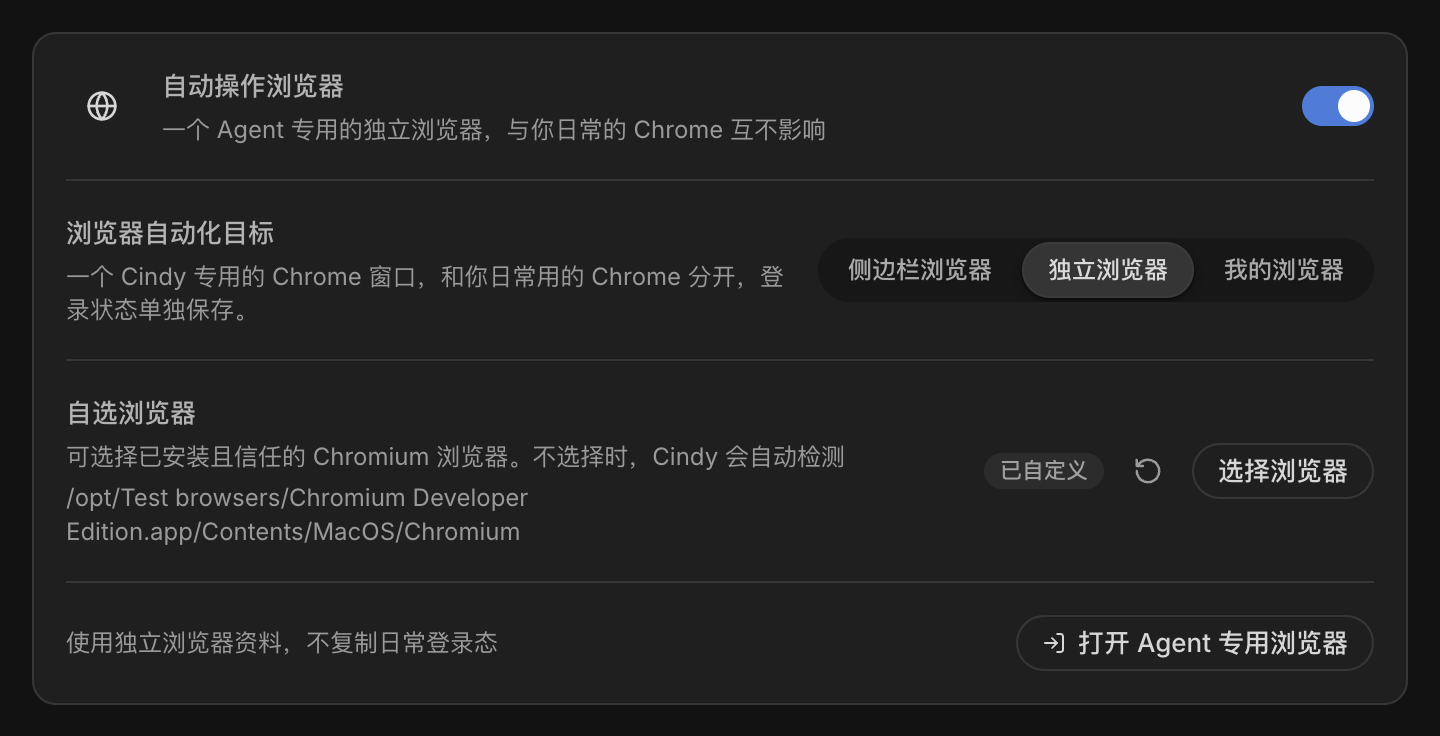 自动操作浏览器
一个 Agent 专用的独立浏览器，与你日常的 Chrome 互不影响
浏览器自动化目标
一个 Cindy 专用的 Chrome 窗口，和你日常用的 Chrome 分开，登
录状态单独保存。
侧边栏浏览器
独立浏览器
我的浏览器
自选浏览器
可选择已安装且信任的 Chromium 浏览器。不选择时，Cindy 会自动检测
/opt/Test browsers/Chromium Developer
Edition.app/Contents/MacOS/Chromium
已自定义
选择浏览器
使用独立浏览器资料，不复制日常登录态
打开 Agent 专用浏览器